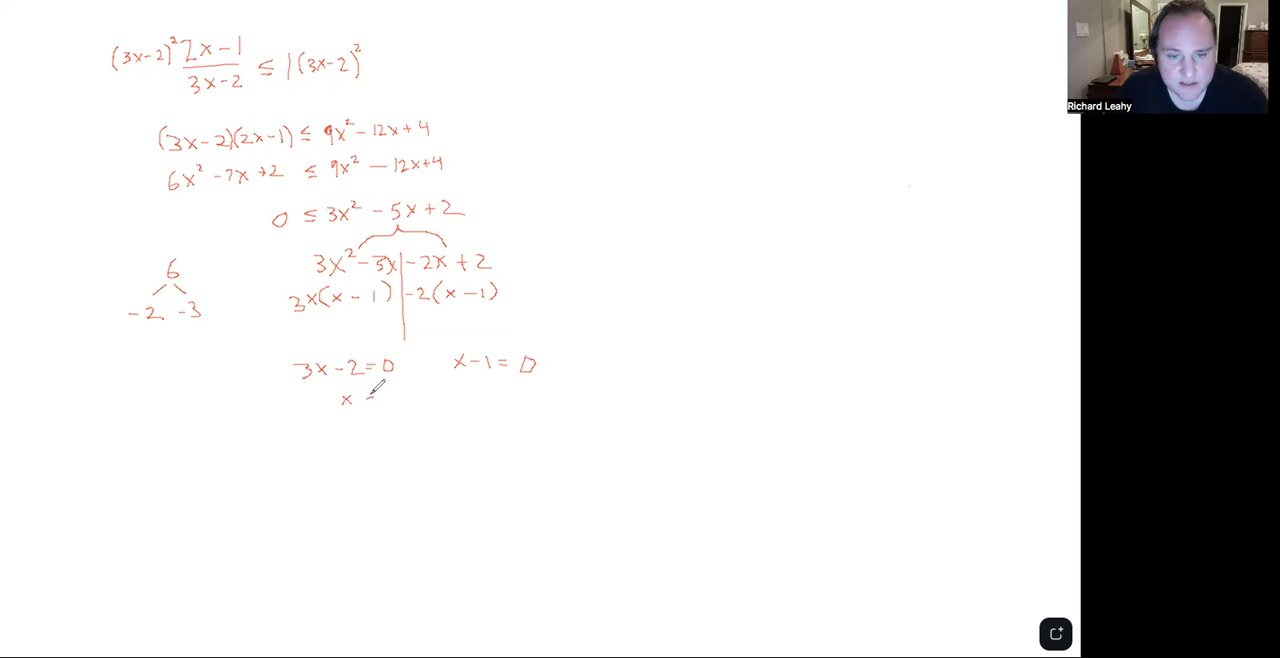 (3x-2)² (2x-1)/(3x-2) ≤ 1(3x-2)²
(3x-2)(2x-1) ≤ 9x² - 12x + 4
6x² - 7x + 2 ≤ 9x² - 12x + 4
0 ≤ 3x² - 5x + 2
3x² - 3x | - 2x + 2
3x(x - 1) | - 2(x - 1)
6
-2 -3
3x - 2 = 0 x - 1 = 0
x =
Richard Leahy